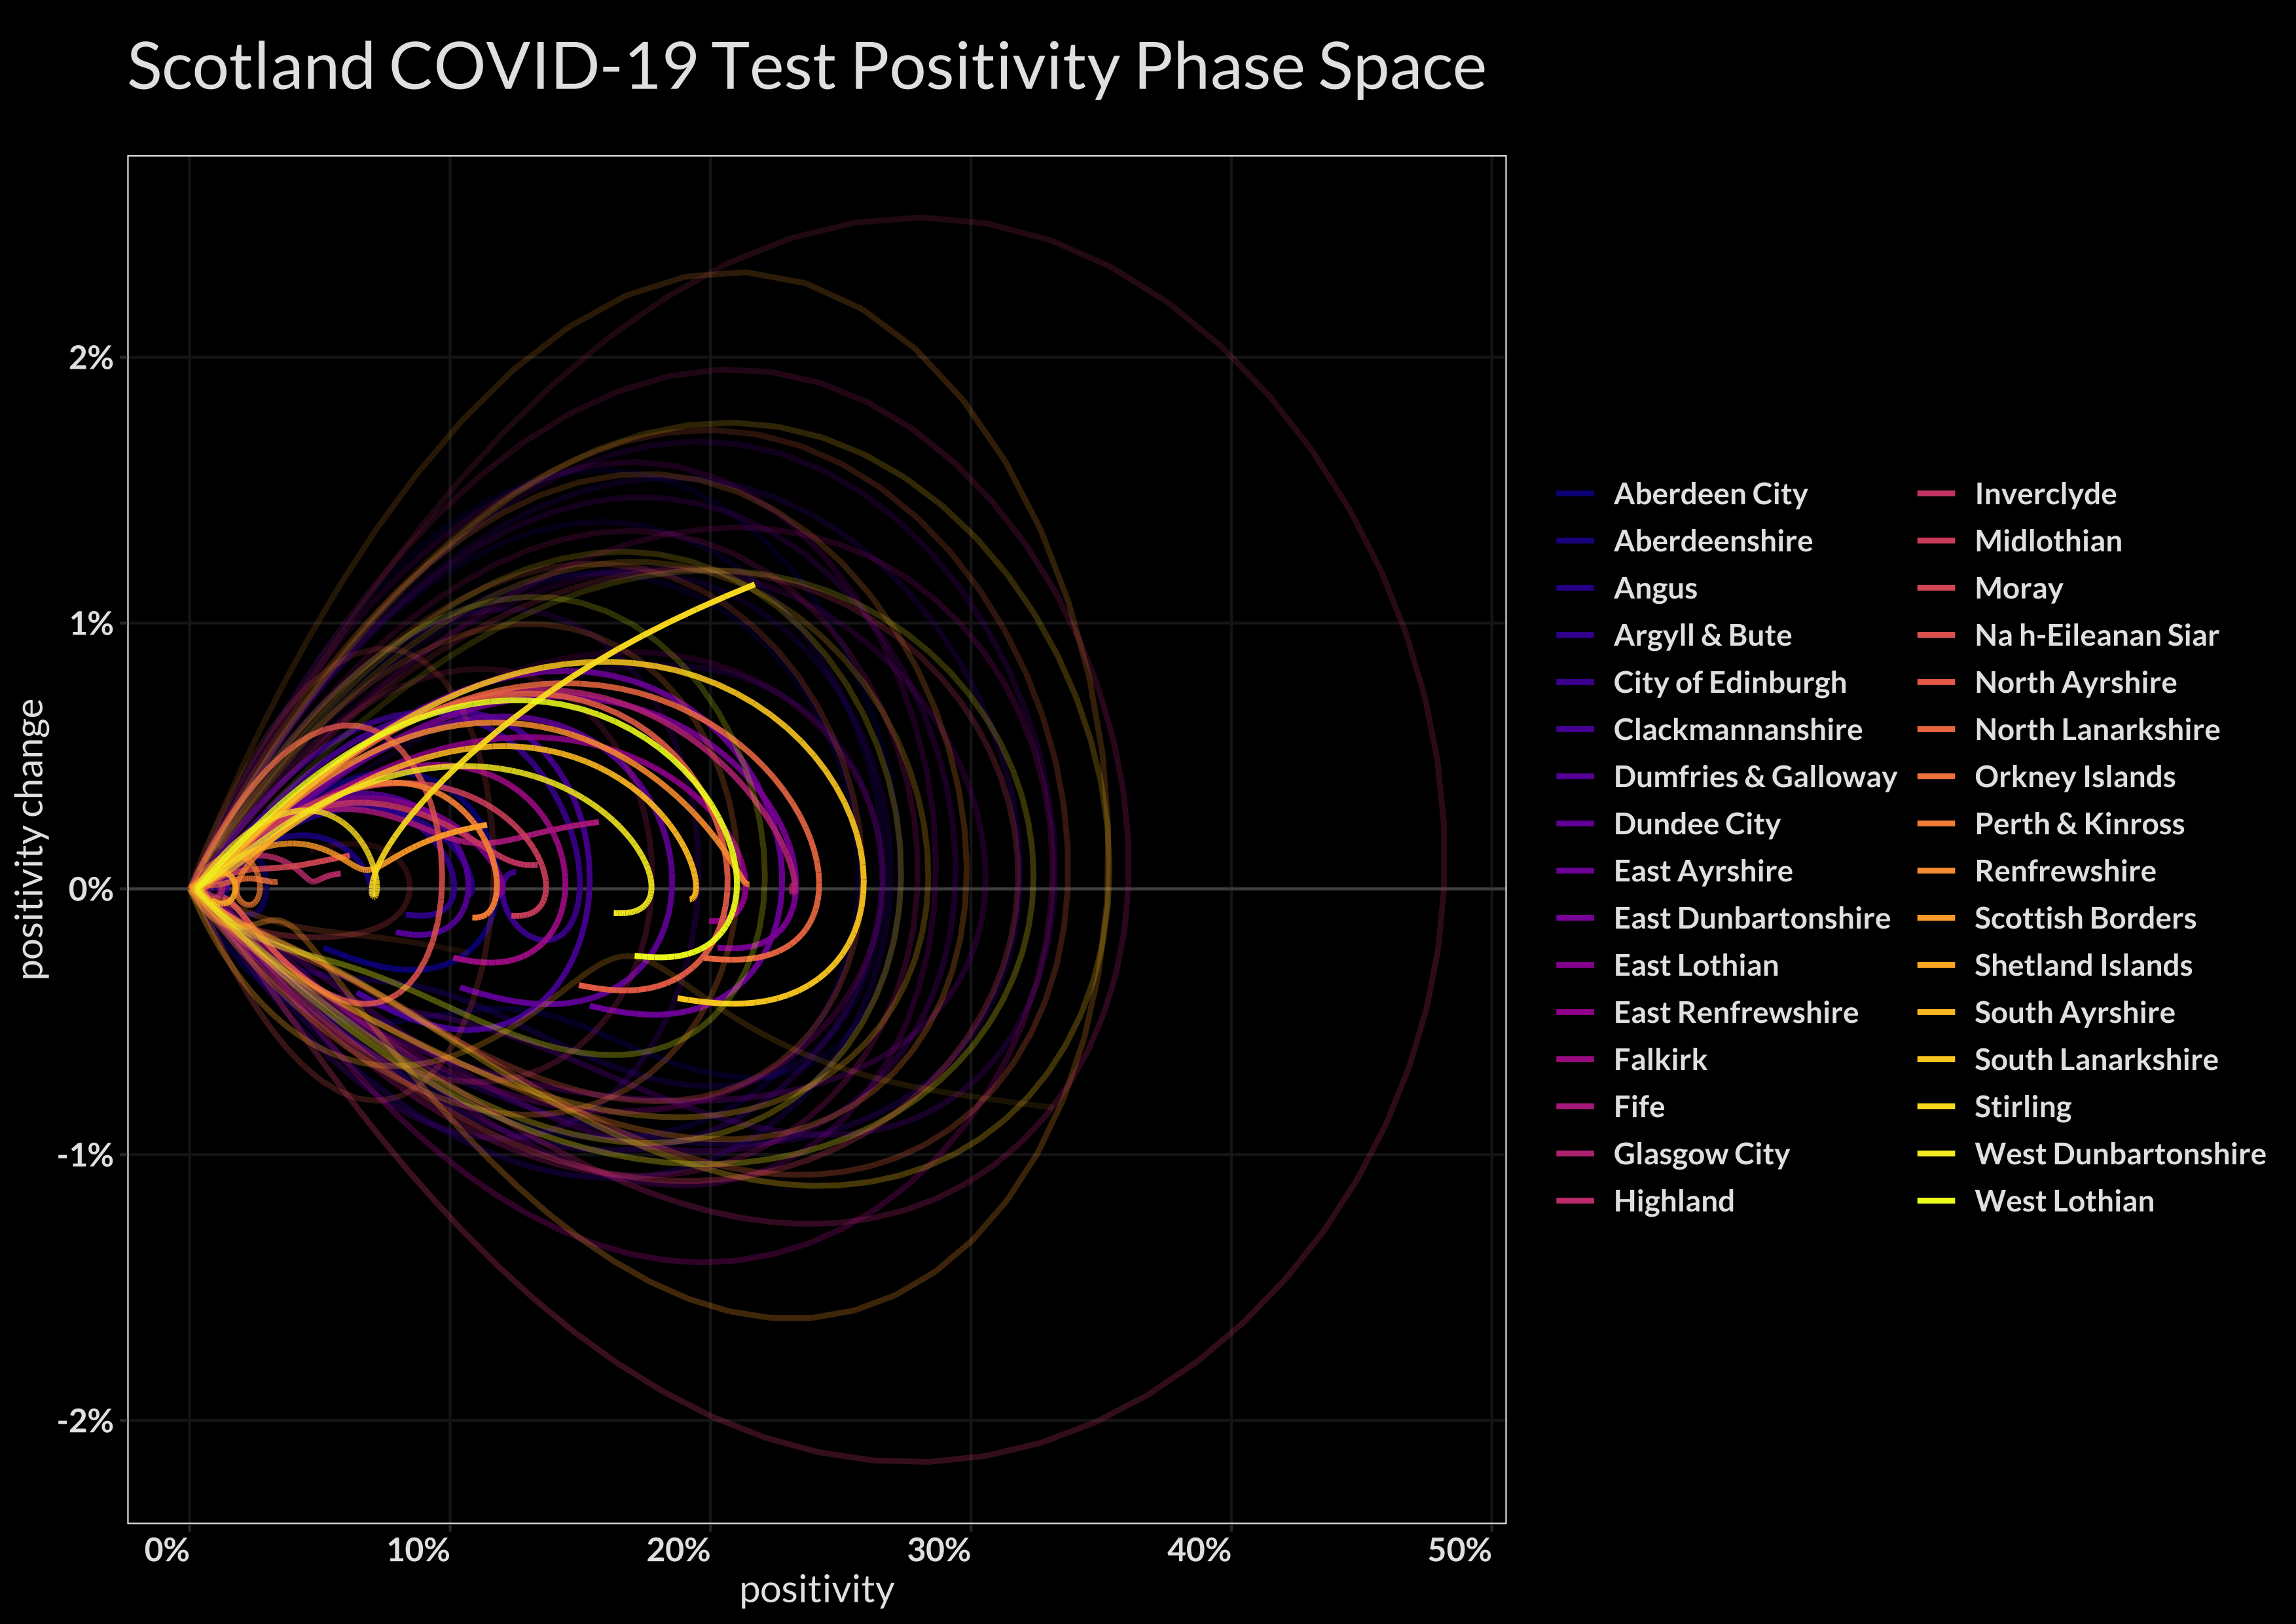 Scotland COVID-19 Test Positivity Phase Space
positivity change
2%
1%
0%
-1%
-2%
0%
10%
20%
30%
40%
50%
positivity
Aberdeen City
Aberdeenshire
Angus
Argyll & Bute
City of Edinburgh
Clackmannanshire
Dumfries & Galloway
Dundee City
East Ayrshire
East Dunbartonshire
East Lothian
East Renfrewshire
Falkirk
Fife
Glasgow City
Highland
Inverclyde
Midlothian
Moray
Na h-Eileanan Siar
North Ayrshire
North Lanarkshire
Orkney Islands
Perth & Kinross
Renfrewshire
Scottish Borders
Shetland Islands
South Ayrshire
South Lanarkshire
Stirling
West Dunbartonshire
West Lothian